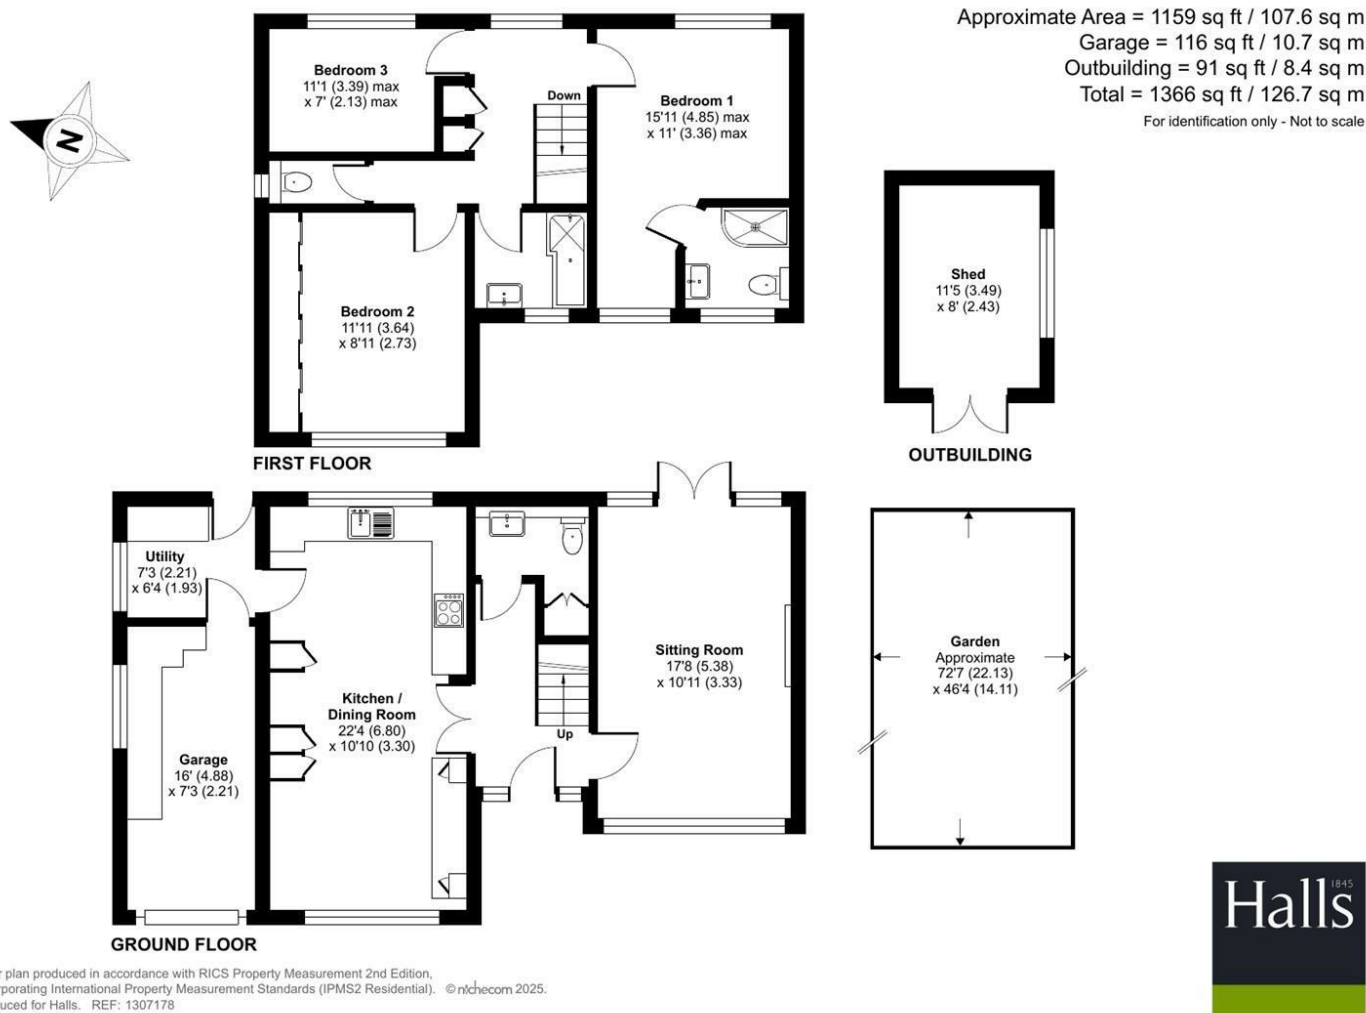 Approximate Area = 1159 sq ft / 107.6 sq m
Garage = 116 sq ft / 10.7 sq m
Outbuilding = 91 sq ft / 8.4 sq m
Total = 1366 sq ft / 126.7 sq m
For identification only - Not to scale
N
Bedroom 3
11'1 (3.39) max
x 7' (2.13) max
Down
Bedroom 1
15'11 (4.85) max
x 11' (3.36) max
Bedroom 2
11'11 (3.64)
x 8'11 (2.73)
FIRST FLOOR
Shed
11'5 (3.49)
x 8' (2.43)
OUTBUILDING
Utility
7'3 (2.21)
x 6'4 (1.93)
Kitchen /
Dining Room
22'4 (6.80)
x 10'10 (3.30)
Up
Sitting Room
17'8 (5.38)
x 10'11 (3.33)
Garage
16' (4.88)
x 7'3 (2.21)
GROUND FLOOR
Garden
Approximate
72'7 (22.13)
x 46'4 (14.11)
Halls
1845
r plan produced in accordance with RICS Property Measurement 2nd Edition,
rporating International Property Measurement Standards (IPMS2 Residential). © nichecom 2025.
uced for Halls. REF: 1307178